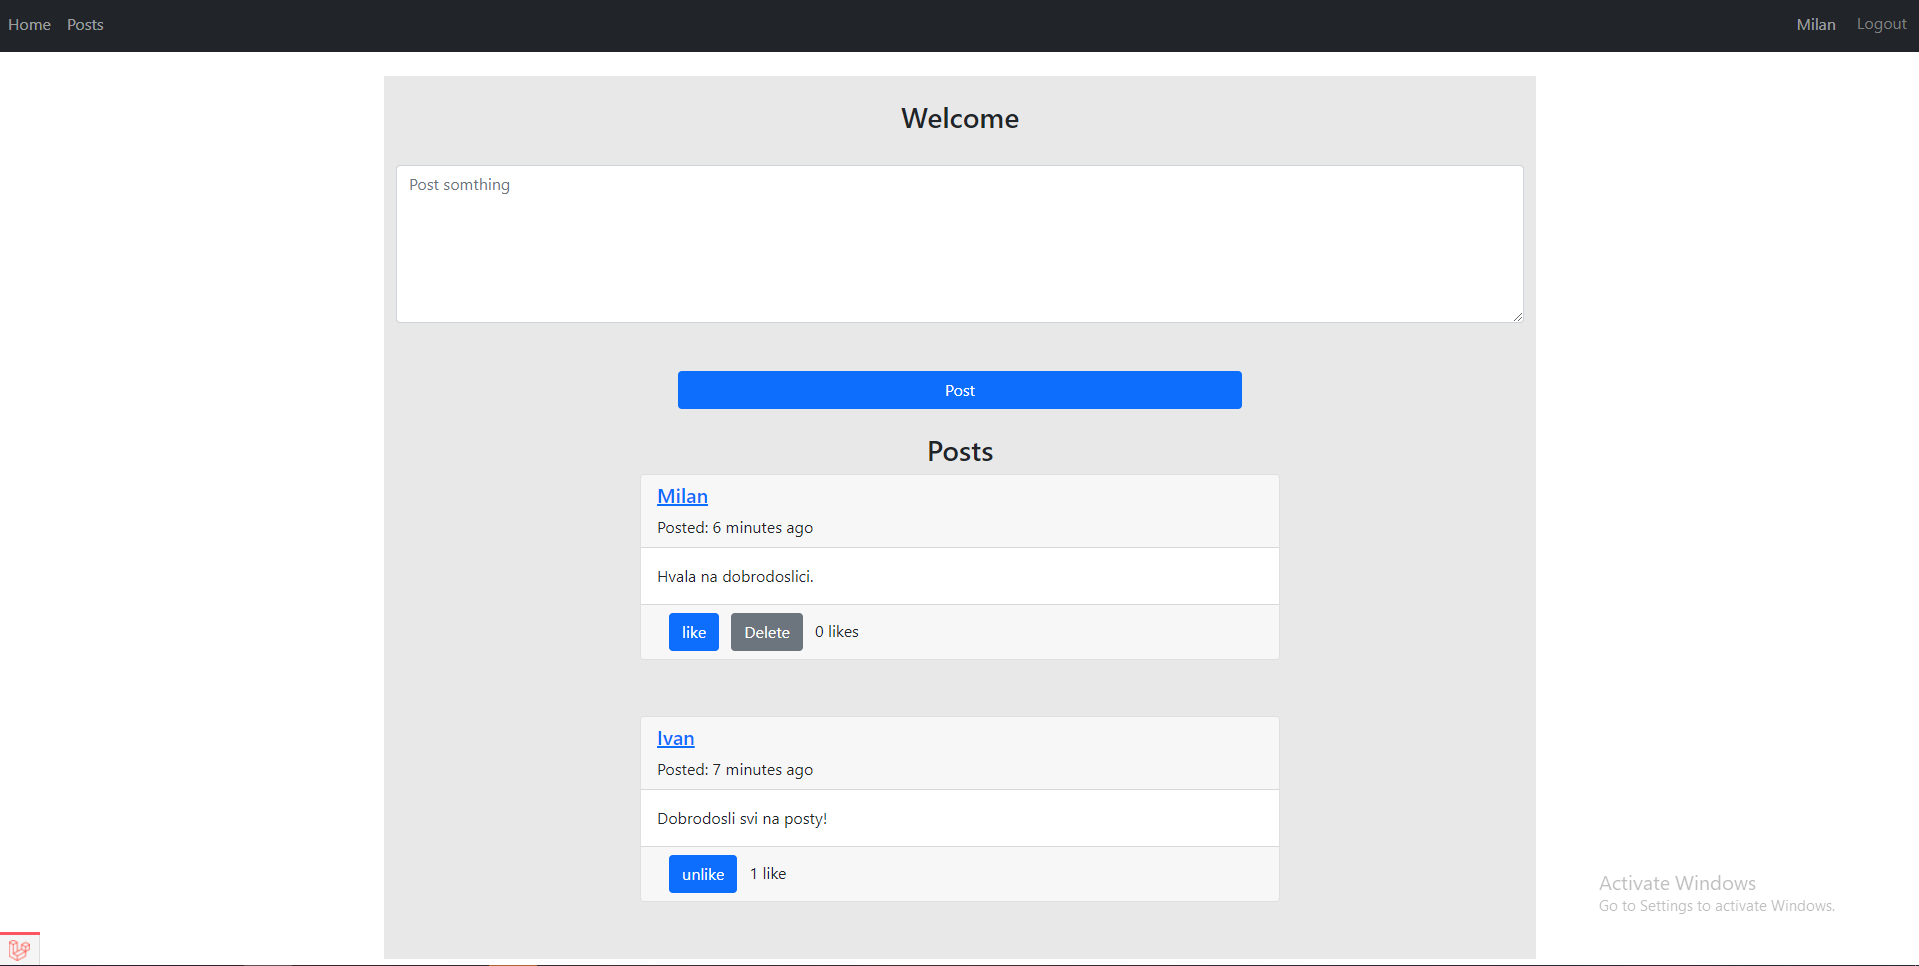 Home Posts Milan Logout
Welcome
Post somthing
Post
Posts
Milan
Posted: 6 minutes ago
Hvala na dobrodoslici.
like Delete 0 likes
Ivan
Posted: 7 minutes ago
Dobrodosli svi na posty!
unlike 1 like
Activate Windows
Go to Settings to activate Windows.